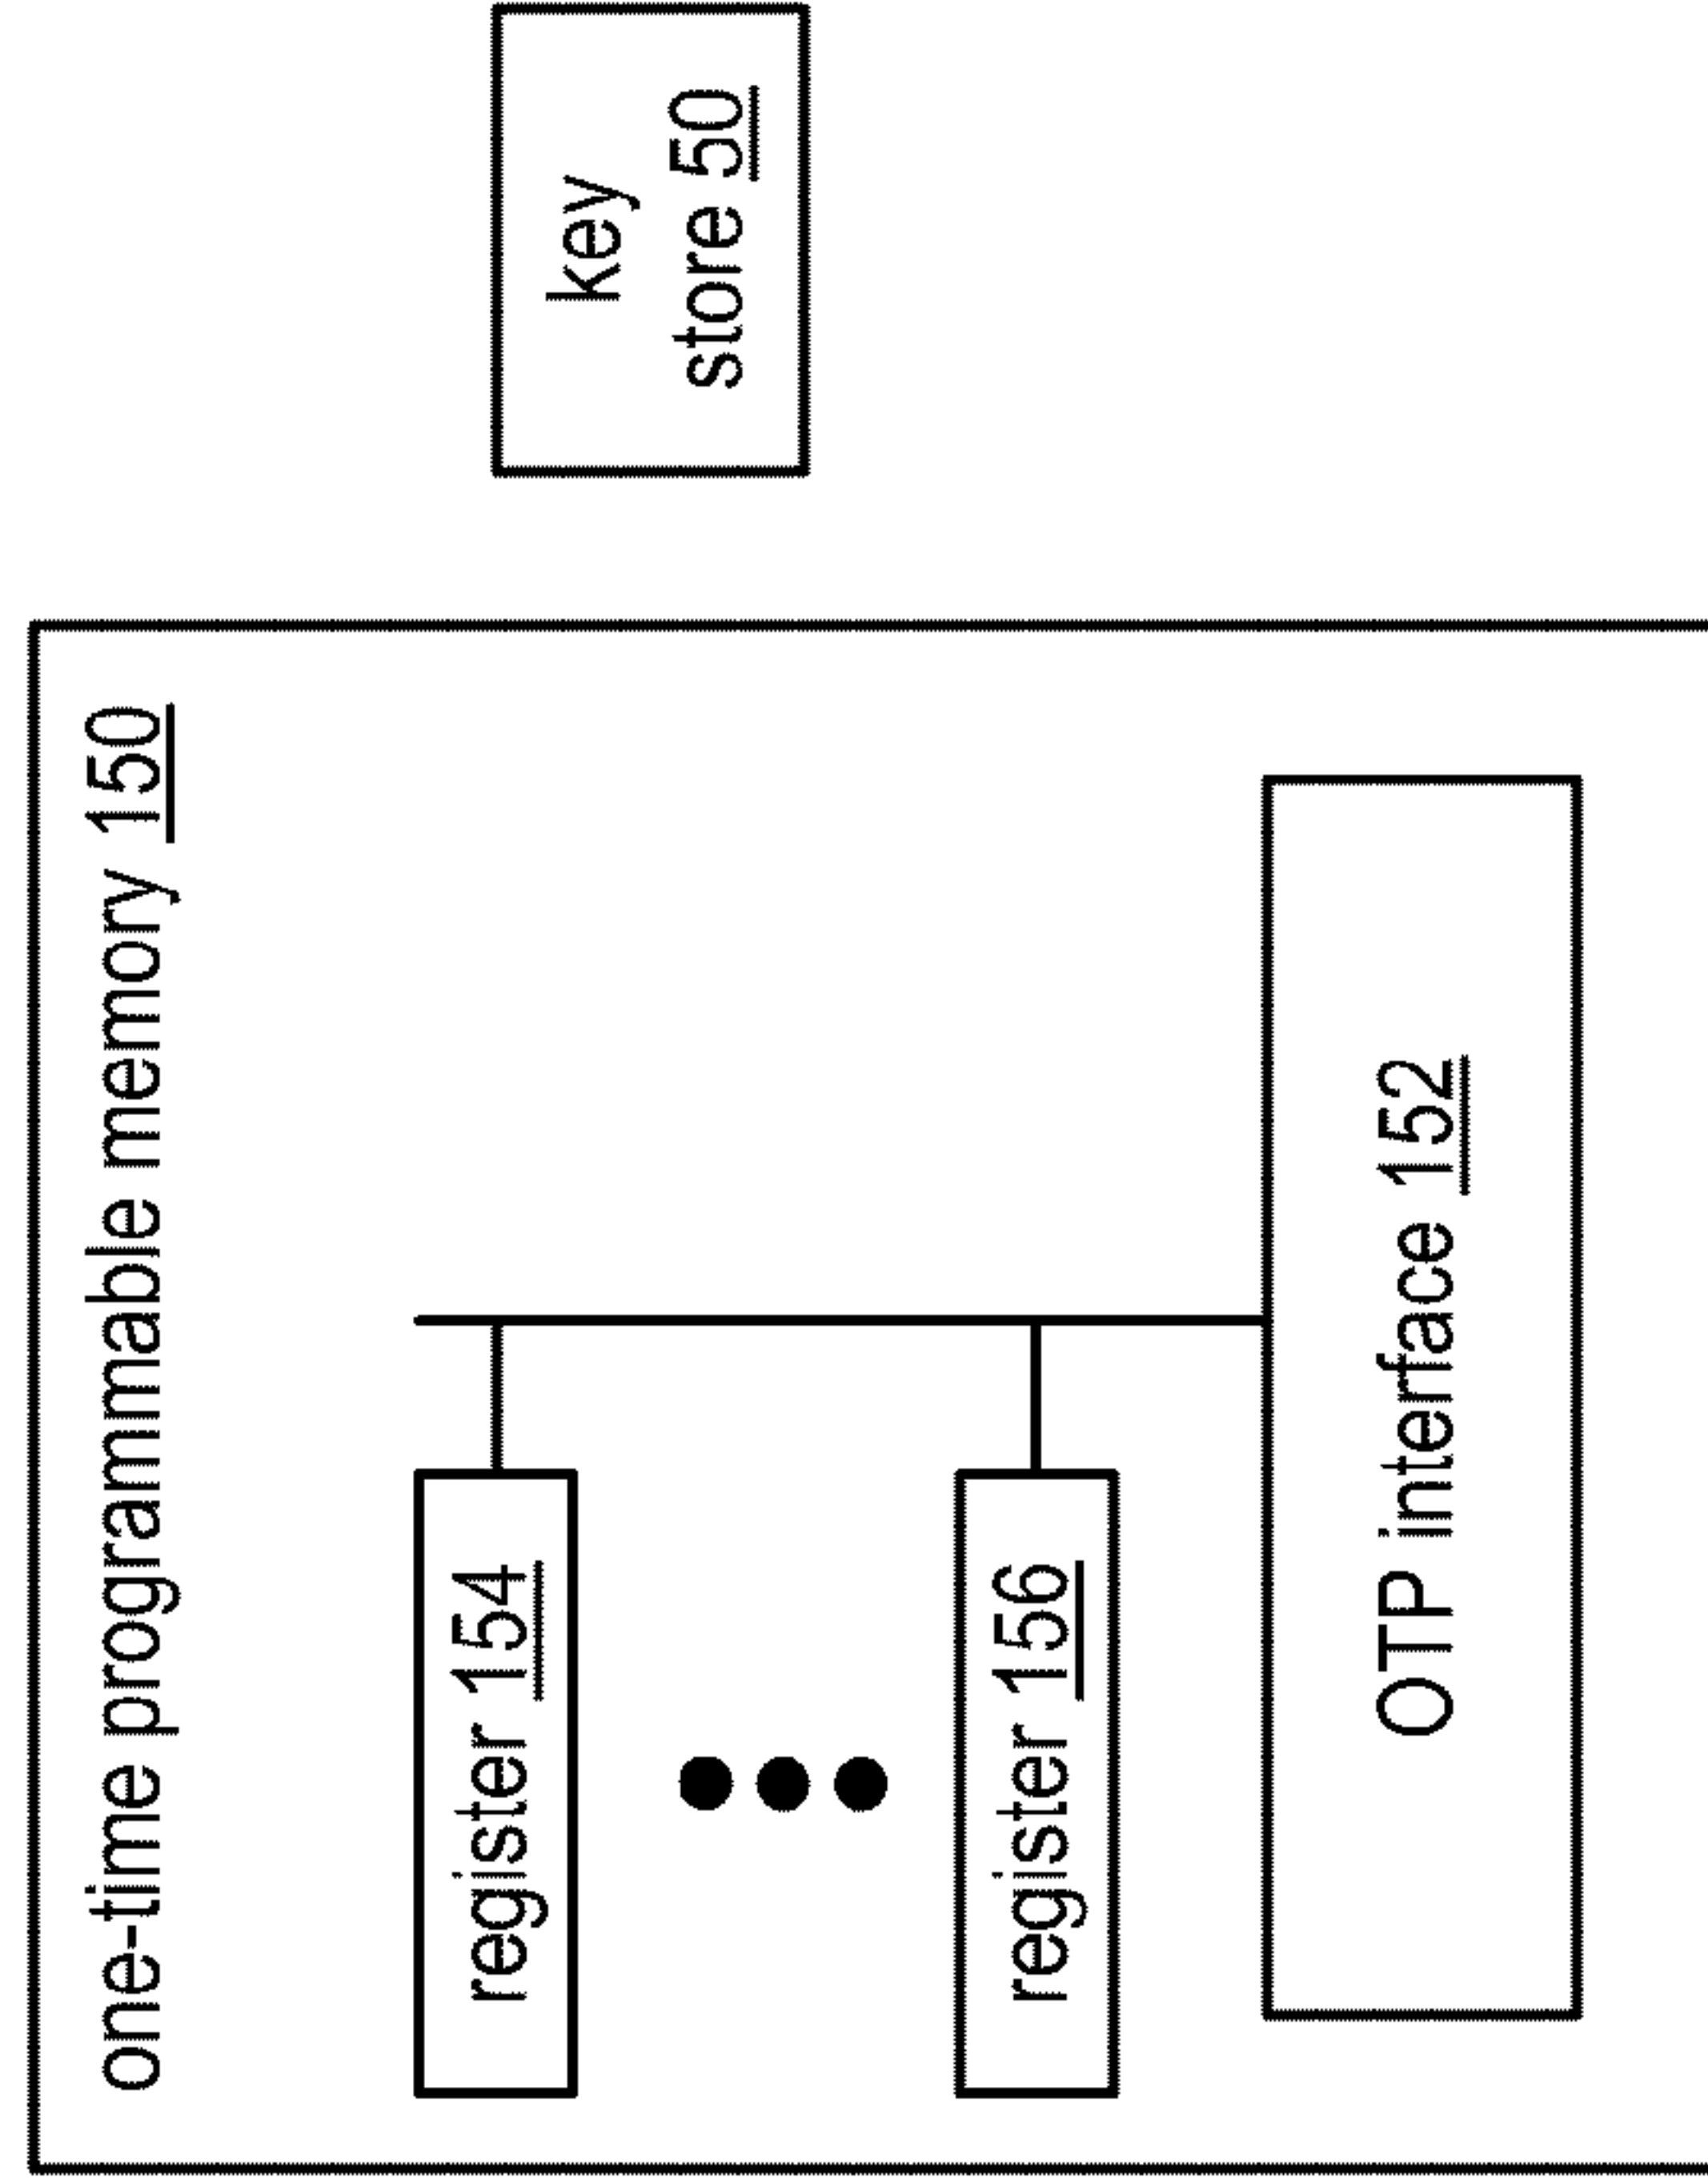 one-time programmable memory 150
register 154
register 156
OTP interface 152
key
store 50